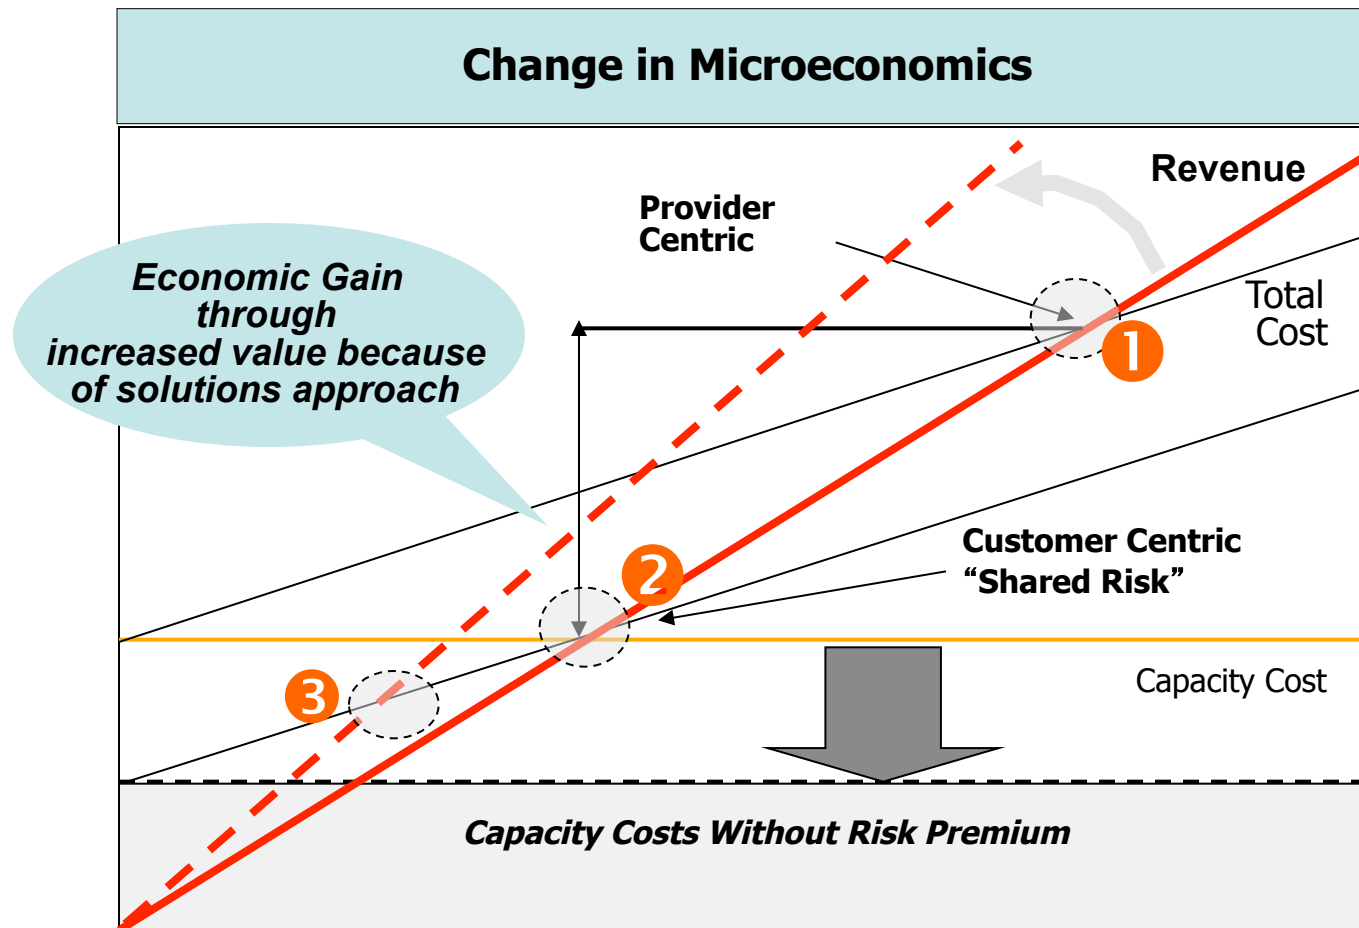 Change in Microeconomics
Revenue
Provider
Centric
Economic Gain
through
increased value because
of solutions approach
Total
Cost
1
2
Customer Centric
“Shared Risk”
3
Capacity Cost
Capacity Costs Without Risk Premium